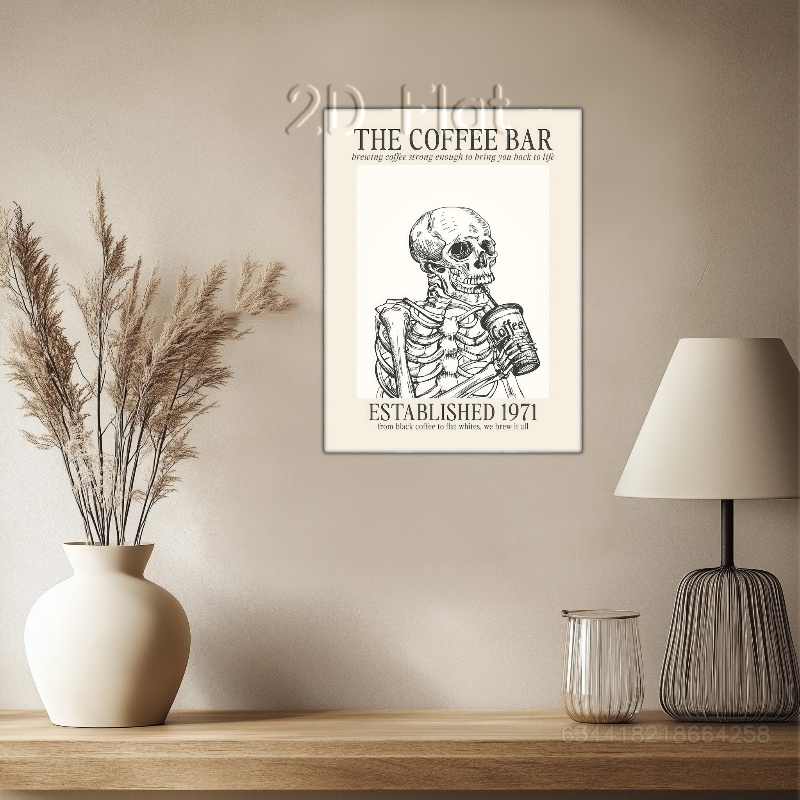 2D Flat
THE COFFEE BAR
brewing coffee strong enough to bring you back to life
Coffee
ESTABLISHED 1971
from black coffee to flat whites, we brew it all
634418218664258